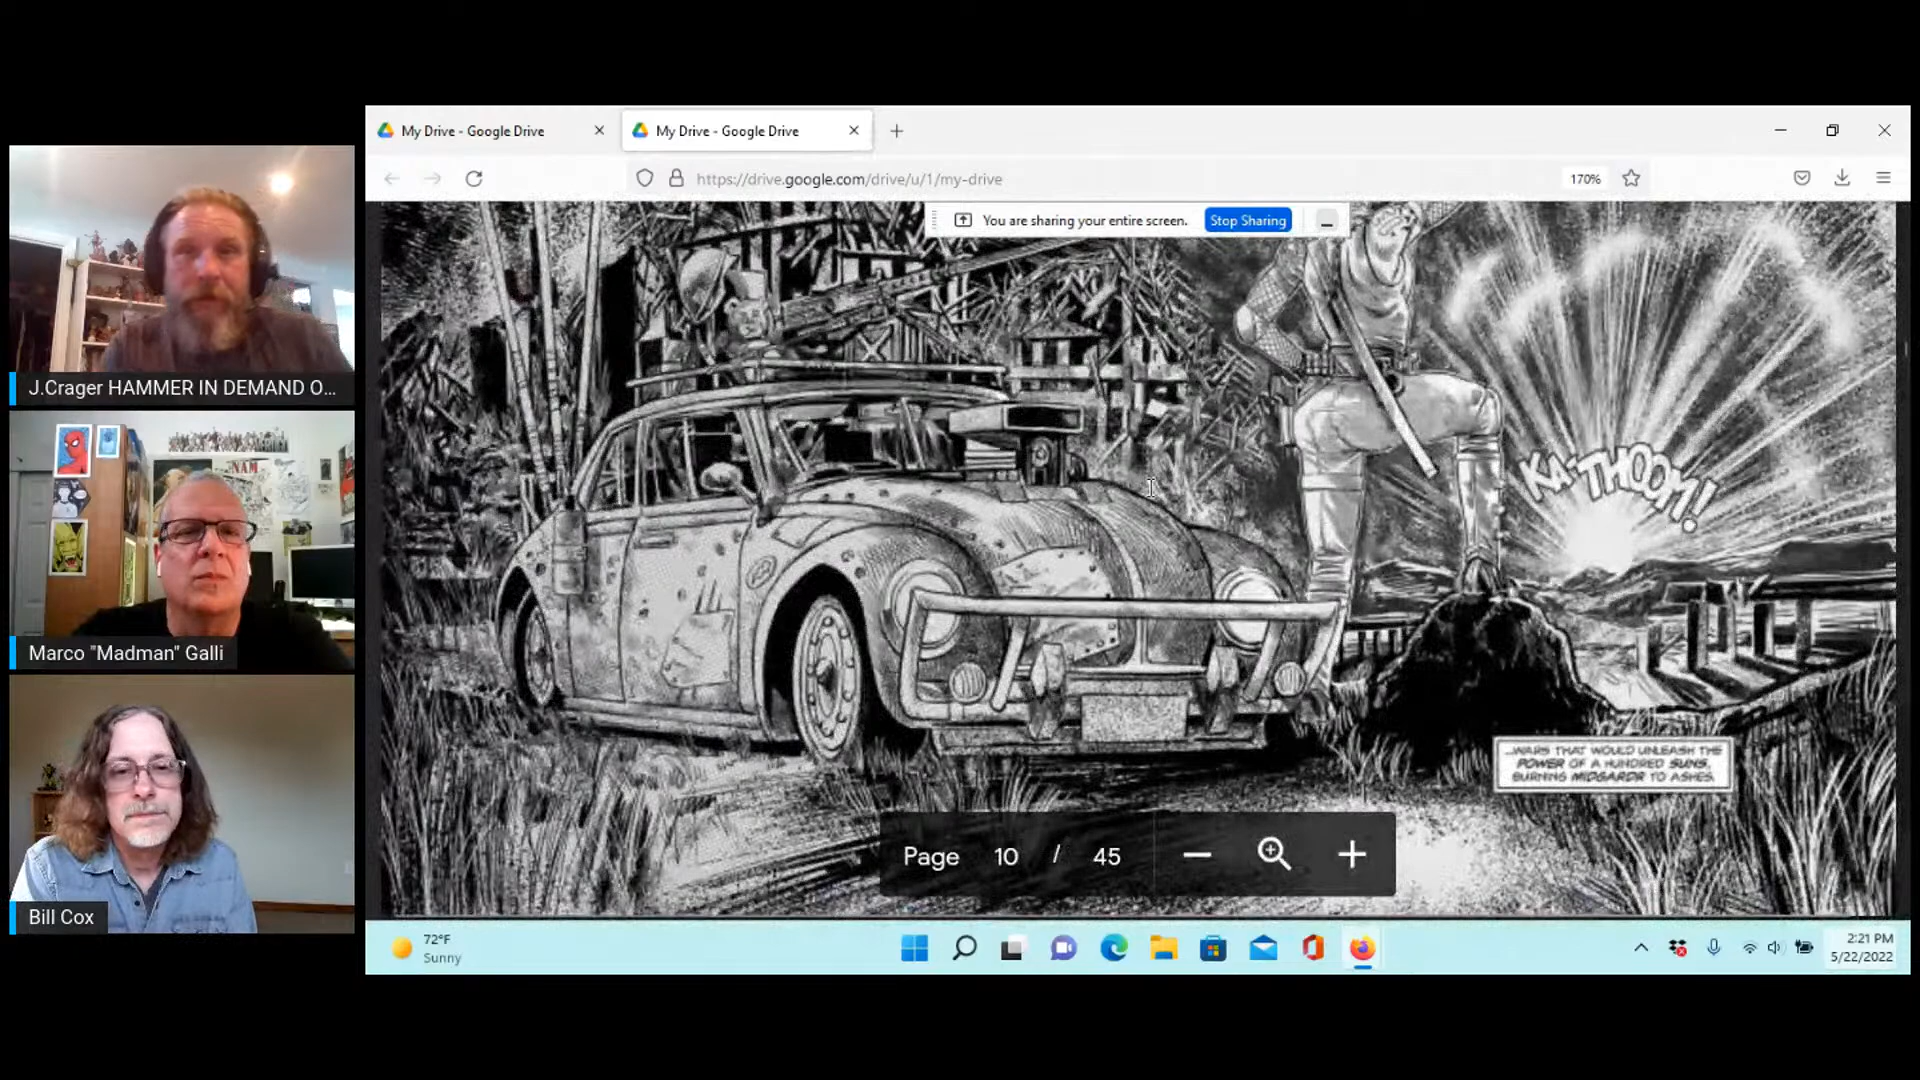 My Drive - Google Drive
My Drive - Google Drive
https://drive.google.com/drive/u/1/my-drive
170%
You are sharing your entire screen.
Stop Sharing
J.Crager HAMMER IN DEMAND O...
NAM
Marco "Madman" Galli
Bill Cox
KA-THOOM!
...WARS THAT WOULD UNLEASH THE
POWER OF A HUNDRED SUNS,
BURNING MIDGARDR TO ASHES.
Page 10 / 45
72°F
Sunny
2:21 PM
5/22/2022